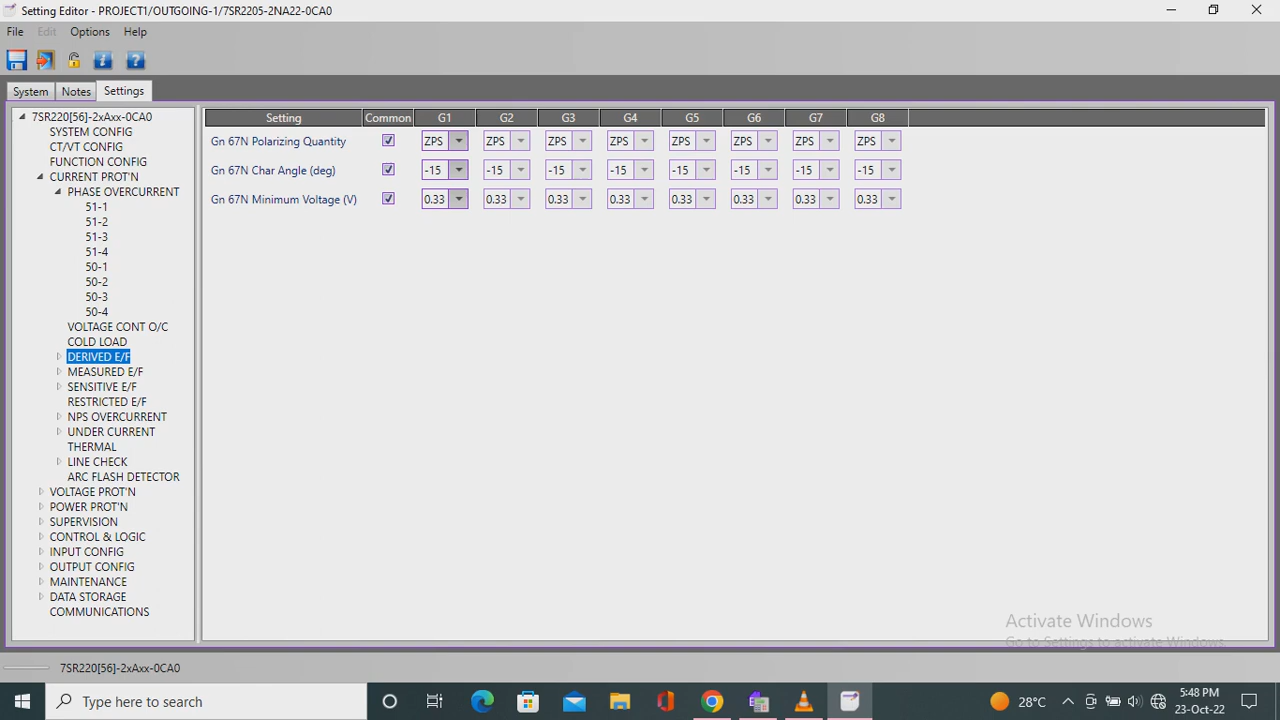 Setting Editor - PROJECT1/OUTGOING-1/7SR2205-2NA22-0CA0
File Edit Options Help
System Notes Settings
7SR220[56]-2xAxx-0CA0
SYSTEM CONFIG
CT/VT CONFIG
FUNCTION CONFIG
CURRENT PROT'N
PHASE OVERCURRENT
51-1
51-2
51-3
51-4
50-1
50-2
50-3
50-4
VOLTAGE CONT O/C
COLD LOAD
DERIVED E/F
MEASURED E/F
SENSITIVE E/F
RESTRICTED E/F
NPS OVERCURRENT
UNDER CURRENT
THERMAL
LINE CHECK
ARC FLASH DETECTOR
VOLTAGE PROT'N
POWER PROT'N
SUPERVISION
CONTROL & LOGIC
INPUT CONFIG
OUTPUT CONFIG
MAINTENANCE
DATA STORAGE
COMMUNICATIONS
Setting Common G1 G2 G3 G4 G5 G6 G7 G8
Gn 67N Polarizing Quantity ZPS ZPS ZPS ZPS ZPS ZPS ZPS ZPS
Gn 67N Char Angle (deg) -15 -15 -15 -15 -15 -15 -15 -15
Gn 67N Minimum Voltage (V) 0.33 0.33 0.33 0.33 0.33 0.33 0.33 0.33
Activate Windows
Go to Settings to activate Windows.
7SR220[56]-2xAxx-0CA0
Type here to search
28°C
5:48 PM
23-Oct-22